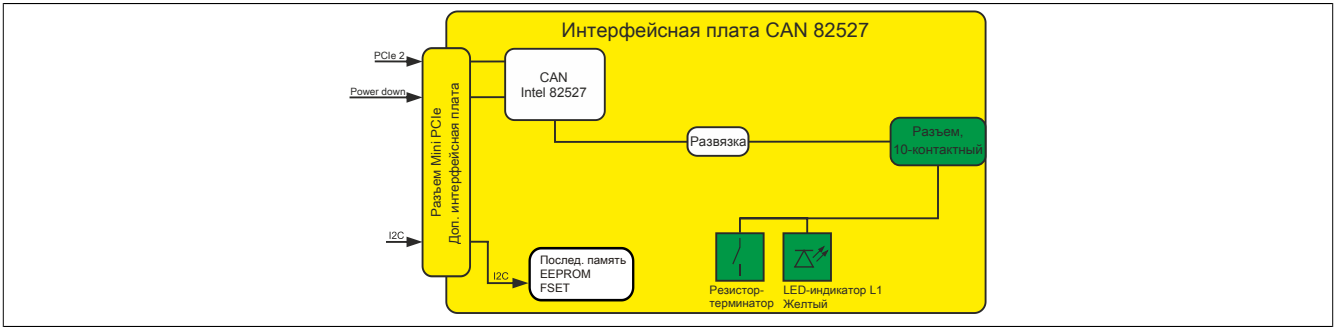 Интерфейсная плата CAN 82527
PCIe 2
Power down
I2C
Разъем Mini PCIe
Доп. интерфейсная плата
CAN
Intel 82527
Развязка
Разъем,
10-контактный
I2C
Послед. память
EEPROM
FSET
Резистор-
терминатор
LED-индикатор L1
Желтый